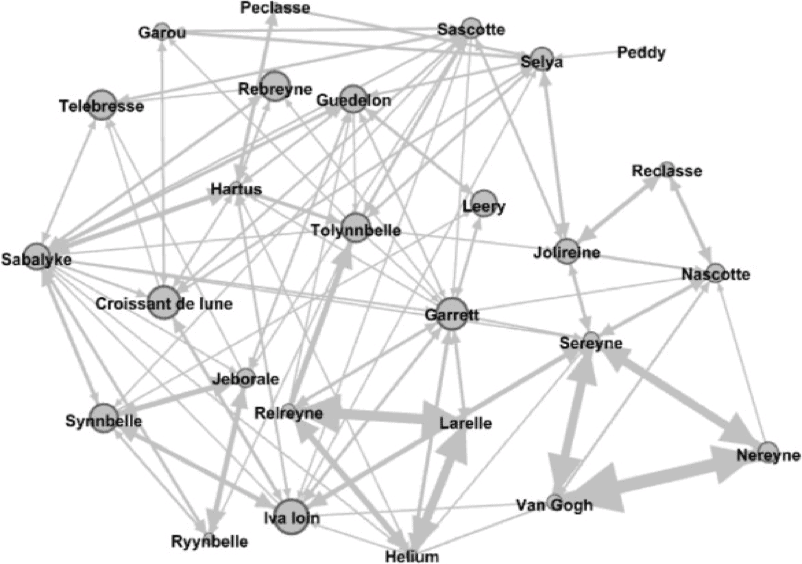 Peclasse
Garou
Sascotte
Selya
Peddy
Rebreyne
Guedelon
Telebresse
Reclasse
Hartus
Leery
Tolynnbelle
Jolireine
Sabalyke
Nascotte
Croissant de lune
Garrett
Sereyne
Jeborale
Relreyne
Synnbelle
Larelle
Nereyne
Van Gogh
Iva loin
Ryynbelle
Helium